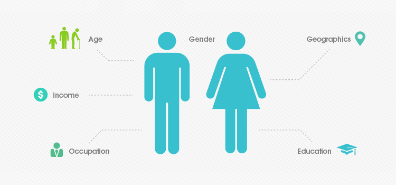 Age
Gender
Geographics
$ Income
Occupation
Education